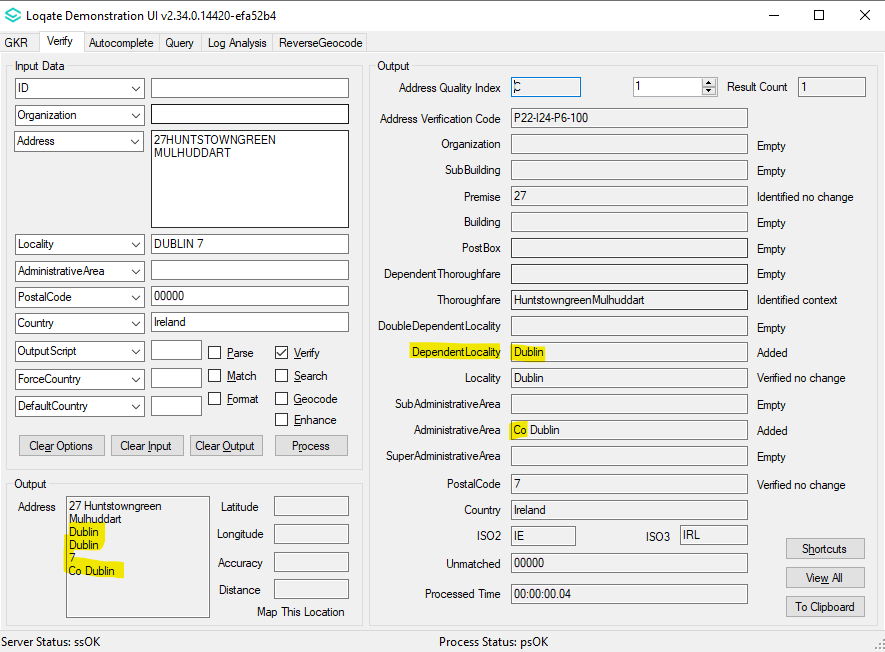 Loqate Demonstration UI v2.34.0.14420-efa52b4
GKR Verify Autocomplete Query Log Analysis ReverseGeocode
Input Data
ID
Organization
Address
27HUNTSTOWNGREEN
MULHUDDART
Locality DUBLIN 7
AdministrativeArea
PostalCode 00000
Country Ireland
OutputScript Parse Verify
ForceCountry Match Search
DefaultCountry Format Geocode
Enhance
Clear Options Clear Input Clear Output Process
Output
Address
27 Huntstowngreen
Mulhuddart
Dublin
Dublin
7
Co Dublin
Latitude
Longitude
Accuracy
Distance
Map This Location
Output
Address Quality Index C 1 Result Count 1
Address Verification Code P22-I24-P6-100
Organization Empty
SubBuilding Empty
Premise 27 Identified no change
Building Empty
PostBox Empty
DependentThoroughfare Empty
Thoroughfare Huntstowngreen Mulhuddart Identified context
DoubleDependentLocality Empty
DependentLocality Dublin Added
Locality Dublin Verified no change
SubAdministrativeArea Empty
AdministrativeArea Co Dublin Added
SuperAdministrativeArea Empty
PostalCode 7 Verified no change
Country Ireland
ISO2 IE ISO3 IRL
Unmatched 00000
Processed Time 00:00:00.04
Shortcuts
View All
To Clipboard
Server Status: ssOK Process Status: psOK